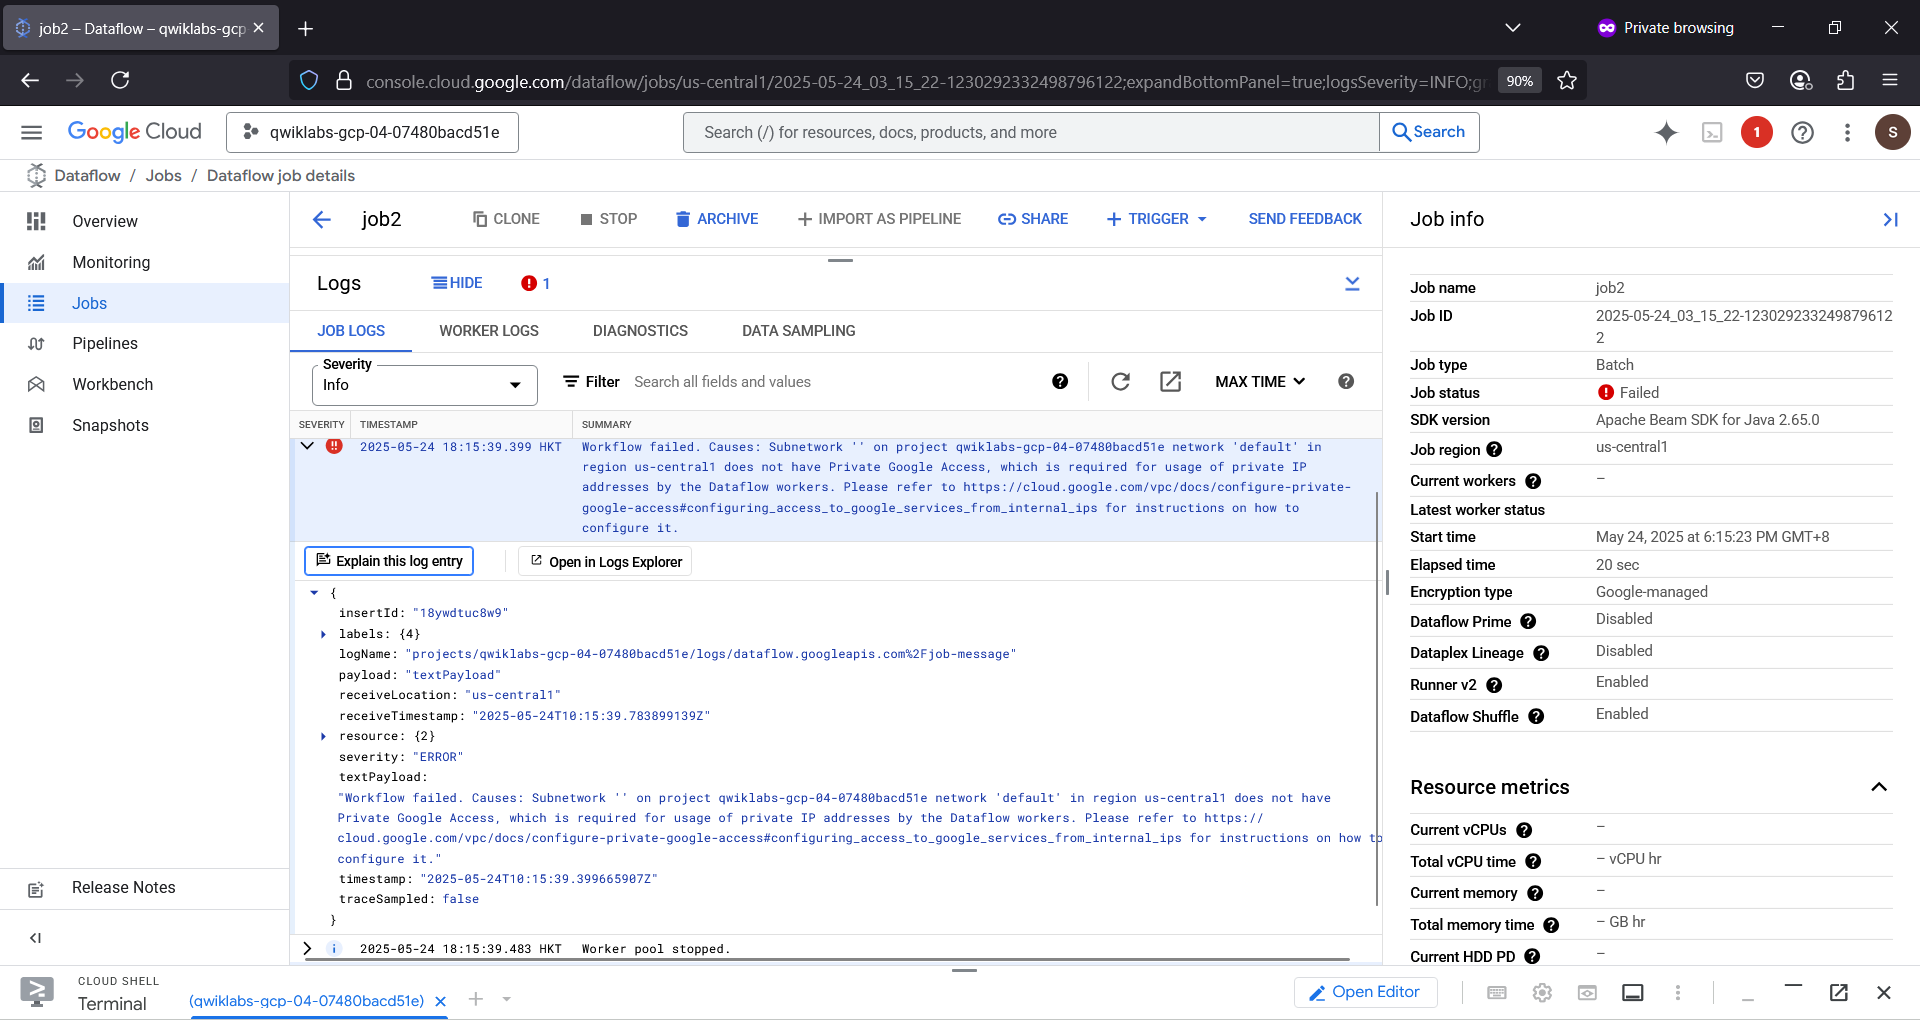 job2 – Dataflow – qwiklabs-gcp
Private browsing
console.cloud.google.com/dataflow/jobs/us-central1/2025-05-24_03_15_22-1230292332498796122;expandBottomPanel=true;logsSeverity=INFO;gr
90%
Google Cloud
qwiklabs-gcp-04-07480bacd51e
Search (/) for resources, docs, products, and more
Search
1
S
Dataflow / Jobs / Dataflow job details
Overview
Monitoring
Jobs
Pipelines
Workbench
Snapshots
Release Notes
job2
CLONE
STOP
ARCHIVE
IMPORT AS PIPELINE
SHARE
TRIGGER
SEND FEEDBACK
Logs
HIDE
1
JOB LOGS
WORKER LOGS
DIAGNOSTICS
DATA SAMPLING
Severity
Info
Filter
Search all fields and values
MAX TIME
SEVERITY
TIMESTAMP
SUMMARY
2025-05-24 18:15:39.399 HKT
Workflow failed. Causes: Subnetwork '' on project qwiklabs-gcp-04-07480bacd51e network 'default' in
region us-central1 does not have Private Google Access, which is required for usage of private IP
addresses by the Dataflow workers. Please refer to https://cloud.google.com/vpc/docs/configure-private-
google-access#configuring_access_to_google_services_from_internal_ips for instructions on how to
configure it.
Explain this log entry
Open in Logs Explorer
{
insertId: "18ywdtuc8w9"
labels: {4}
logName: "projects/qwiklabs-gcp-04-07480bacd51e/logs/dataflow.googleapis.com%2Fjob-message"
payload: "textPayload"
receiveLocation: "us-central1"
receiveTimestamp: "2025-05-24T10:15:39.783899139Z"
resource: {2}
severity: "ERROR"
textPayload:
"Workflow failed. Causes: Subnetwork '' on project qwiklabs-gcp-04-07480bacd51e network 'default' in region us-central1 does not have
Private Google Access, which is required for usage of private IP addresses by the Dataflow workers. Please refer to https://
cloud.google.com/vpc/docs/configure-private-google-access#configuring_access_to_google_services_from_internal_ips for instructions on how to
configure it."
timestamp: "2025-05-24T10:15:39.399665907Z"
traceSampled: false
}
2025-05-24 18:15:39.483 HKT
Worker pool stopped.
Job info
Job name
job2
Job ID
2025-05-24_03_15_22-123029233249879612
2
Job type
Batch
Job status
Failed
SDK version
Apache Beam SDK for Java 2.65.0
Job region
us-central1
Current workers
–
Latest worker status
Start time
May 24, 2025 at 6:15:23 PM GMT+8
Elapsed time
20 sec
Encryption type
Google-managed
Dataflow Prime
Disabled
Dataplex Lineage
Disabled
Runner v2
Enabled
Dataflow Shuffle
Enabled
Resource metrics
Current vCPUs
–
Total vCPU time
– vCPU hr
Current memory
–
Total memory time
– GB hr
Current HDD PD
–
CLOUD SHELL
Terminal
(qwiklabs-gcp-04-07480bacd51e)
Open Editor